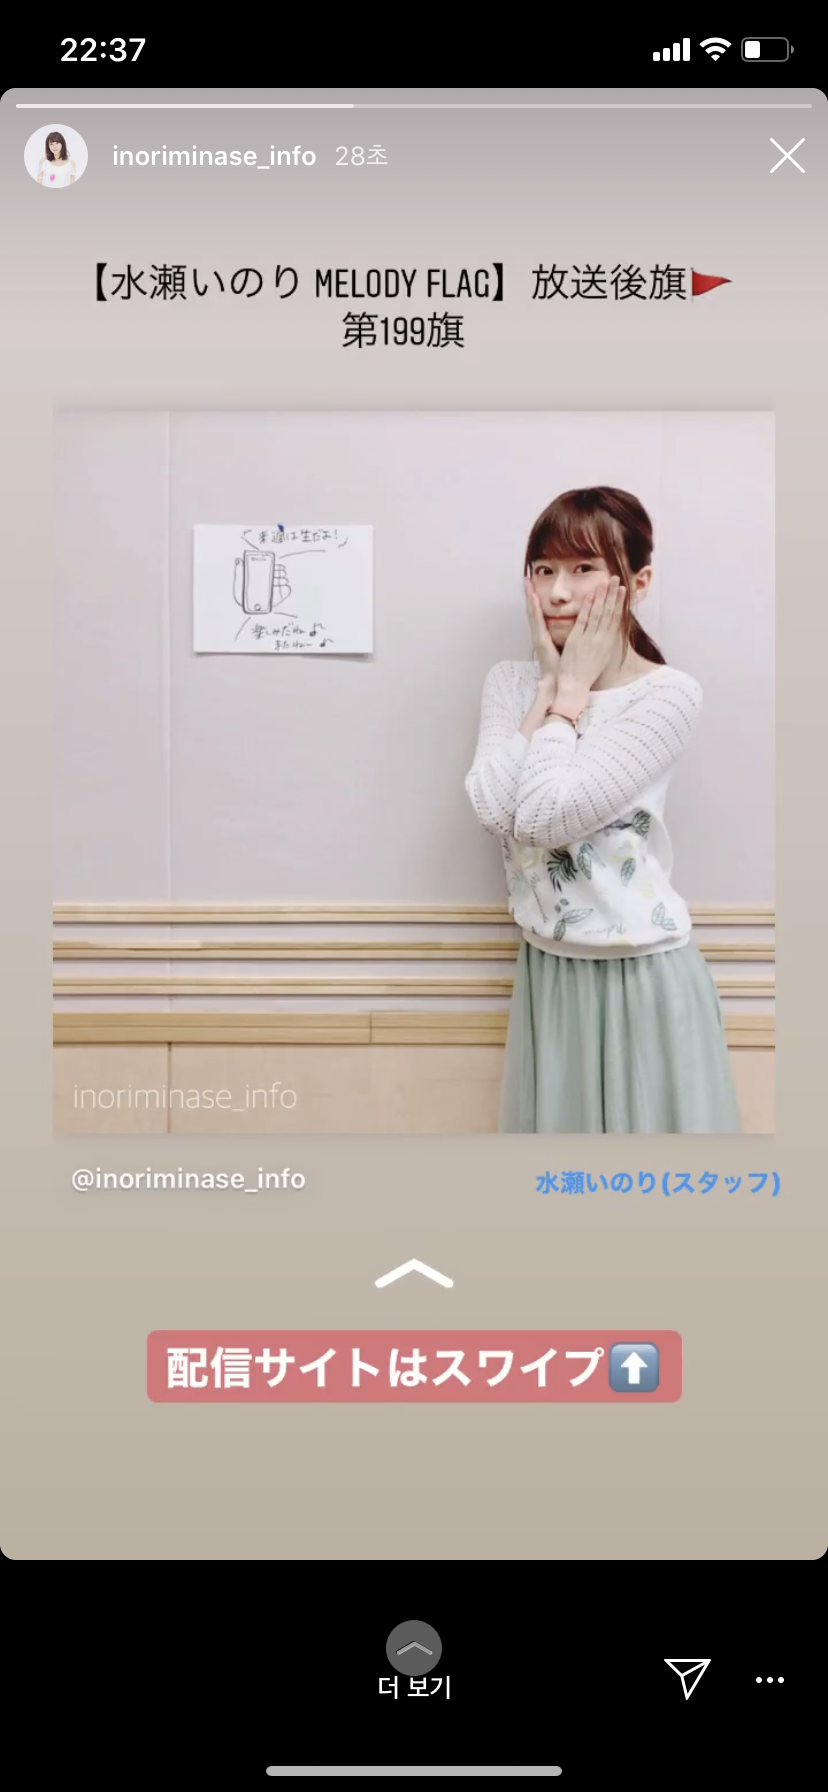 22:37
inoriminase_info 28초
【水瀬いのり MELODY FLAG】 放送後旗
第199旗
来週は生だよ!
楽しみだね♪
またねー♪
inoriminase_info
@inoriminase_info
水瀬いのり(スタッフ)
配信サイトはスワイプ⬆
더 보기